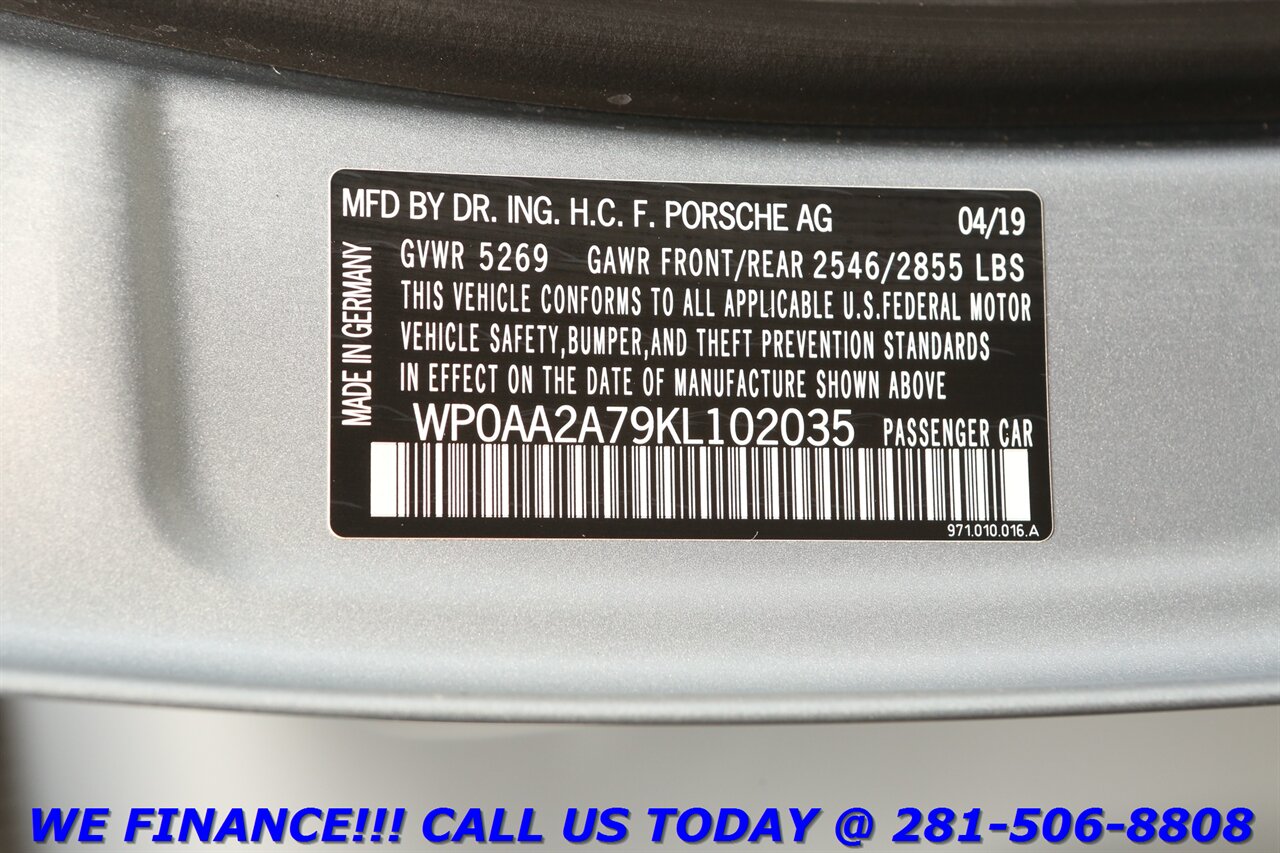 MFD BY DR. ING. H.C. F. PORSCHE AG 04/19
GVWR 5269 GAWR FRONT/REAR 2546/2855 LBS
THIS VEHICLE CONFORMS TO ALL APPLICABLE U.S.FEDERAL MOTOR
VEHICLE SAFETY,BUMPER,AND THEFT PREVENTION STANDARDS
IN EFFECT ON THE DATE OF MANUFACTURE SHOWN ABOVE
MADE IN GERMANY
WP0AA2A79KL102035 PASSENGER CAR
971.010.016.A
WE FINANCE!!! CALL US TODAY @ 281-506-8808